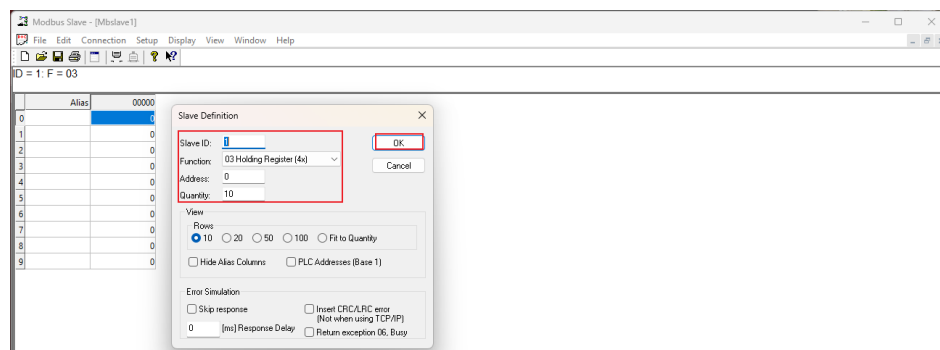 Modbus Slave - [Mbslave1]
File Edit Connection Setup Display View Window Help
ID = 1: F = 03
Alias 00000
0 0
1 0
2 0
3 0
4 0
5 0
6 0
7 0
8 0
9 0
Slave Definition
Slave ID: 1 OK
Function: 03 Holding Register (4x) Cancel
Address: 0
Quantity: 10
View
Rows
10 20 50 100 Fit to Quantity
Hide Alias Columns PLC Addresses (Base 1)
Error Simulation
Skip response Insert CRC/LRC error
(Not when using TCP/IP)
0 [ms] Response Delay Return exception 06, Busy